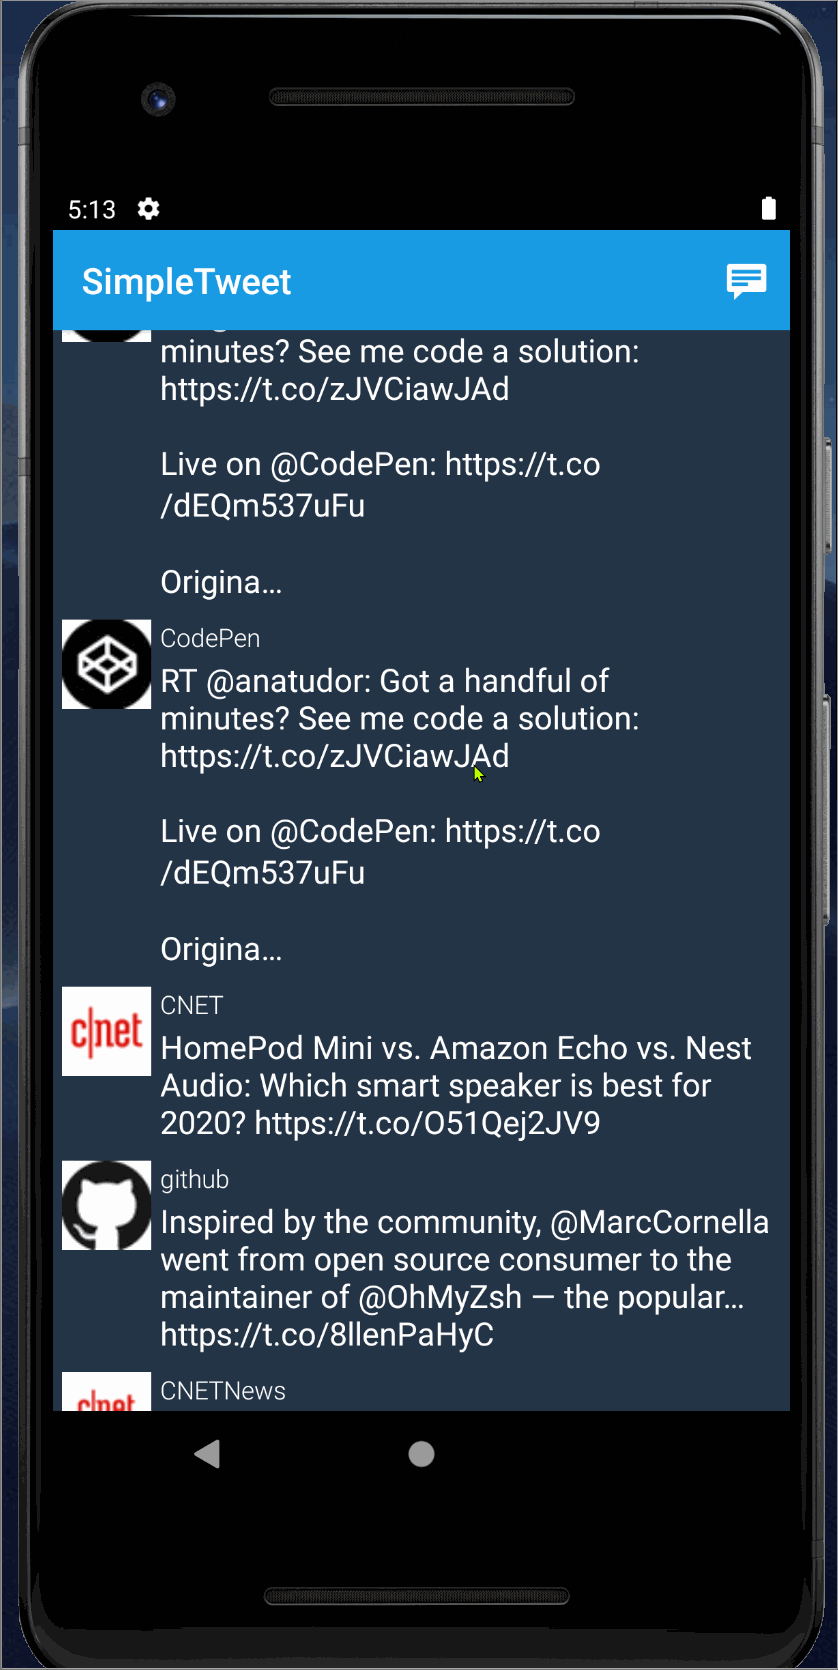 5:13
SimpleTweet
minutes? See me code a solution:
https://t.co/zJVCiawJAd
Live on @CodePen: https://t.co
/dEQm537uFu
Origina…
CodePen
RT @anatudor: Got a handful of
minutes? See me code a solution:
https://t.co/zJVCiawJAd
Live on @CodePen: https://t.co
/dEQm537uFu
Origina…
c|net
CNET
HomePod Mini vs. Amazon Echo vs. Nest
Audio: Which smart speaker is best for
2020? https://t.co/O51Qej2JV9
github
Inspired by the community, @MarcCornella
went from open source consumer to the
maintainer of @OhMyZsh — the popular…
https://t.co/8llenPaHyC
c|net
CNETNews